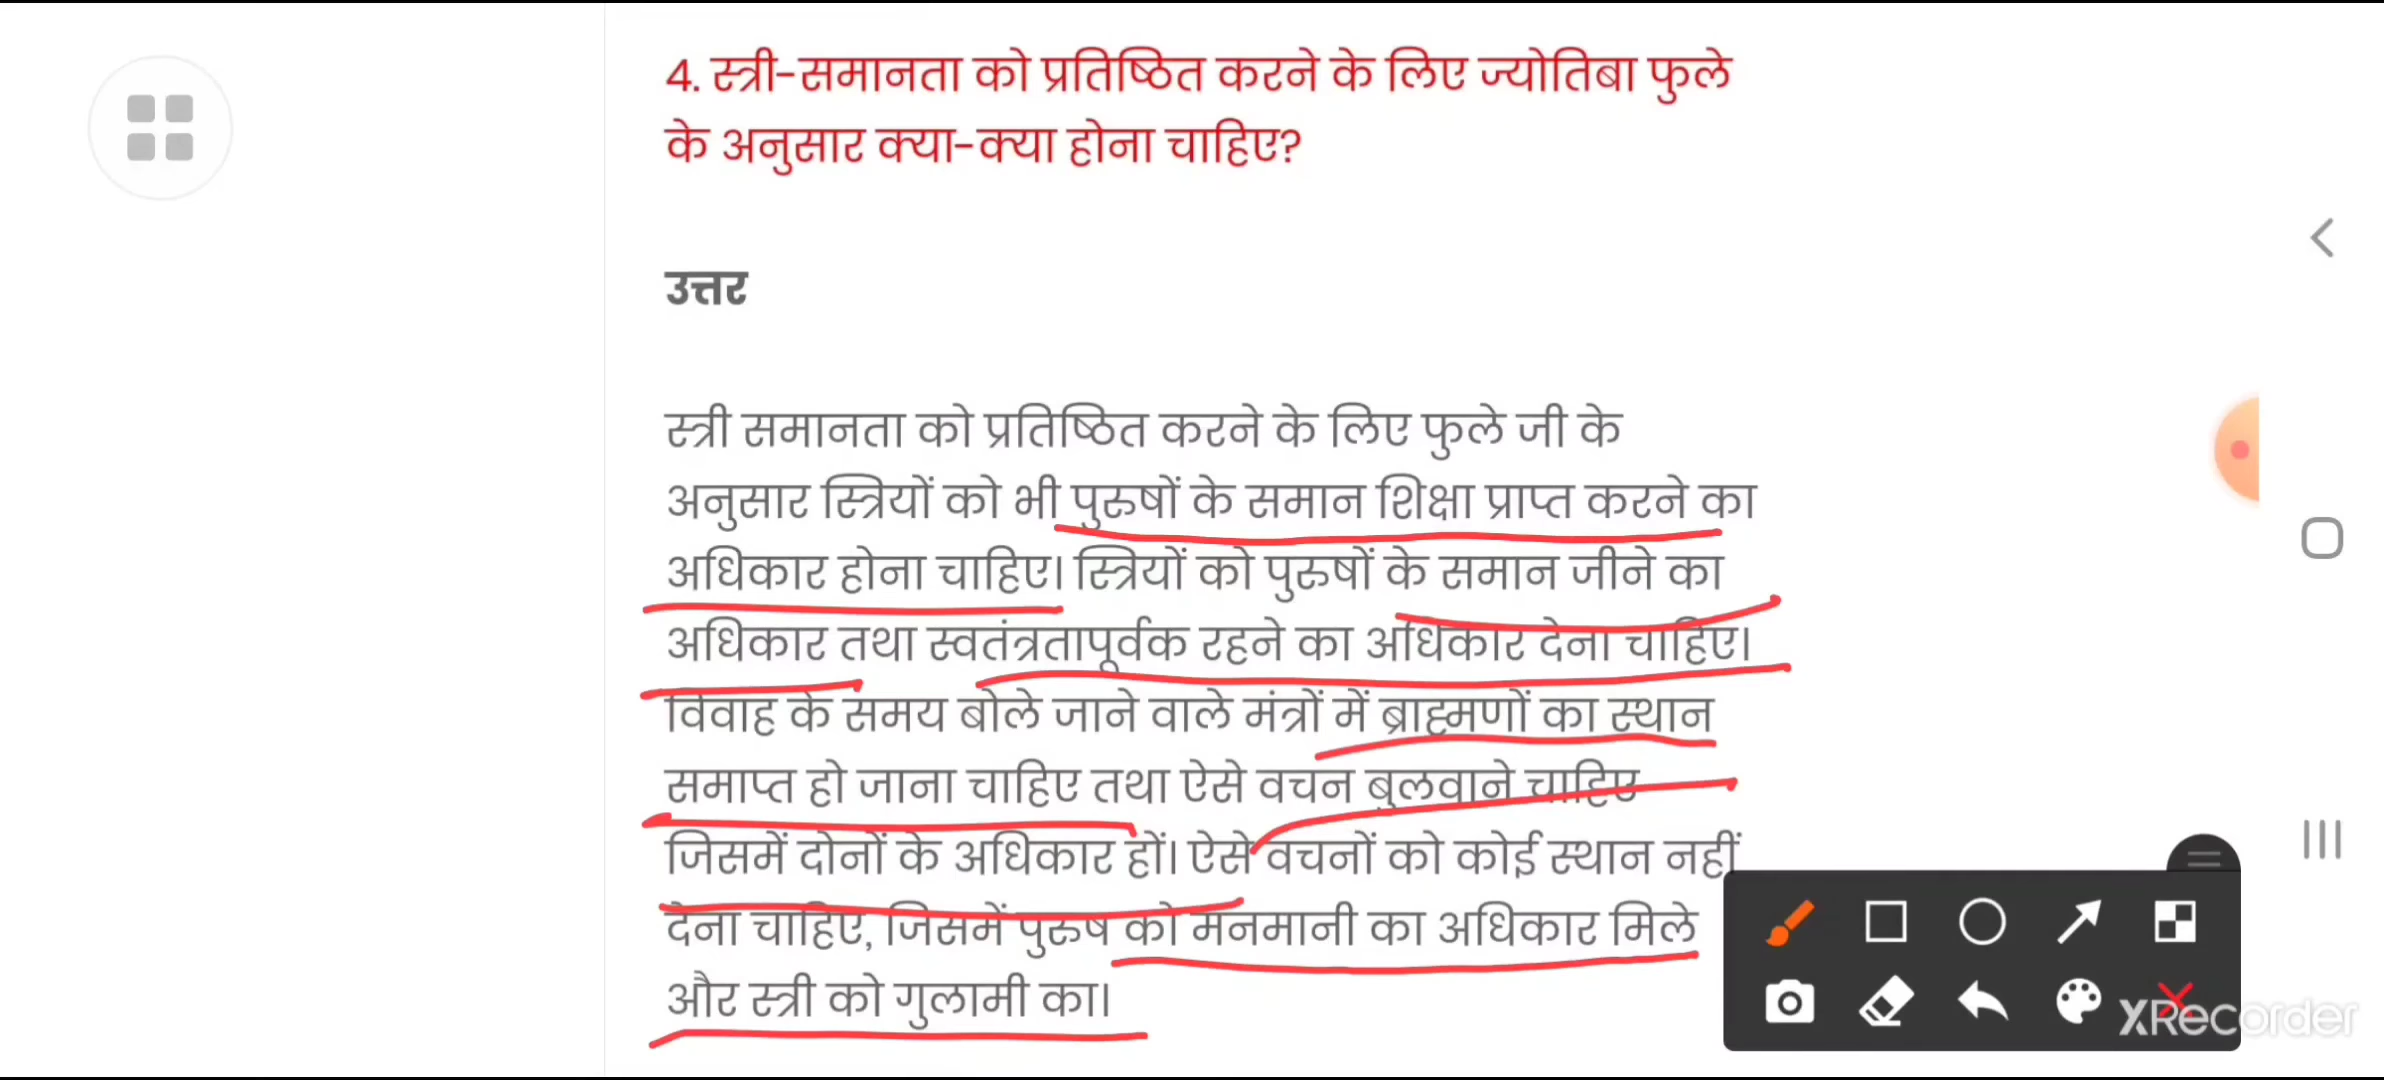 4. स्त्री-समानता को प्रतिष्ठित करने के लिए ज्योतिबा फुले
के अनुसार क्या-क्या होना चाहिए?
उत्तर
स्त्री समानता को प्रतिष्ठित करने के लिए फुले जी के
अनुसार स्त्रियों को भी पुरुषों के समान शिक्षा प्राप्त करने का
अधिकार होना चाहिए। स्त्रियों को पुरुषों के समान जीने का
अधिकार तथा स्वतंत्रतापूर्वक रहने का अधिकार देना चाहिए।
विवाह के समय बोले जाने वाले मंत्रों में ब्राह्मणों का स्थान
समाप्त हो जाना चाहिए तथा ऐसे वचन बुलवाने चाहिए
जिसमें दोनों के अधिकार हों। ऐसे वचनों को कोई स्थान नहीं
देना चाहिए, जिसमें पुरुष को मनमानी का अधिकार मिले
और स्त्री को गुलामी का।
XRecorder